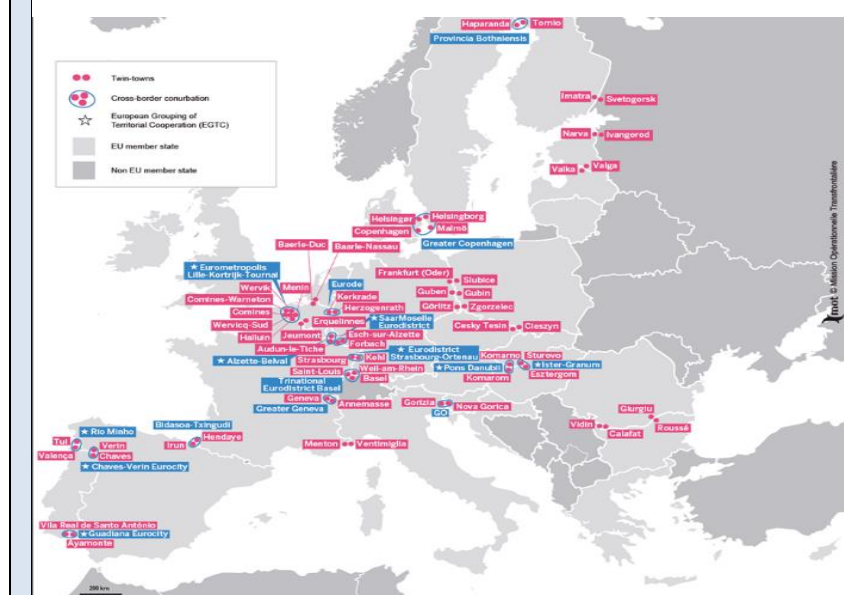 Haparanda
Tornio
Provincia Bothniensis
Twin-towns
Cross-border conurbation
European Grouping of
Territorial Cooperation (EGTC)
EU member state
Non EU member state
Imatra
Svetogorsk
Narva
Ivangorod
Valka
Valga
Helsingør
Helsingborg
Copenhagen
Malmö
Greater Copenhagen
Baerle-Duc
Baarle-Nassau
★ Eurometropolis
Lille-Kortrijk-Tournai
Menin
Wervik
Comines-Warneton
Comines
Wervicq-Sud
Halluin
Eurode
Kerkrade
Herzogenrath
Erquelinnes
Jeumont
★ SaarMoselle
Eurodistrict
Esch-sur-Alzette
Audun-le-Tiche
Forbach
★ Alzette-Belval
Strasbourg
Kehl
★ Eurodistrict
Strasbourg-Ortenau
Saint-Louis
Weil-am-Rhein
Basel
Trinational
Eurodistrict Basel
Geneva
Annemasse
Greater Geneva
Frankfurt (Oder)
Slubice
Guben
Gubin
Görlitz
Zgorzelec
Cesky Tesin
Cieszyn
Komarno
Sturovo
★ Pons Danubii
★ Ister-Granum
Komarom
Esztergom
Gorizia
Nova Gorica
GO
Giurgiu
Roussé
Vidin
Calafat
Bidasoa-Txingudi
Hendaye
Irun
Menton
Ventimiglia
★ Rio Minho
Tui
Valença
Verin
Chaves
★ Chaves-Verin Eurocity
Vila Real de Santo António
★ Guadiana Eurocity
Ayamonte
200 km
mot © Mission Opérationnelle Transfrontalière